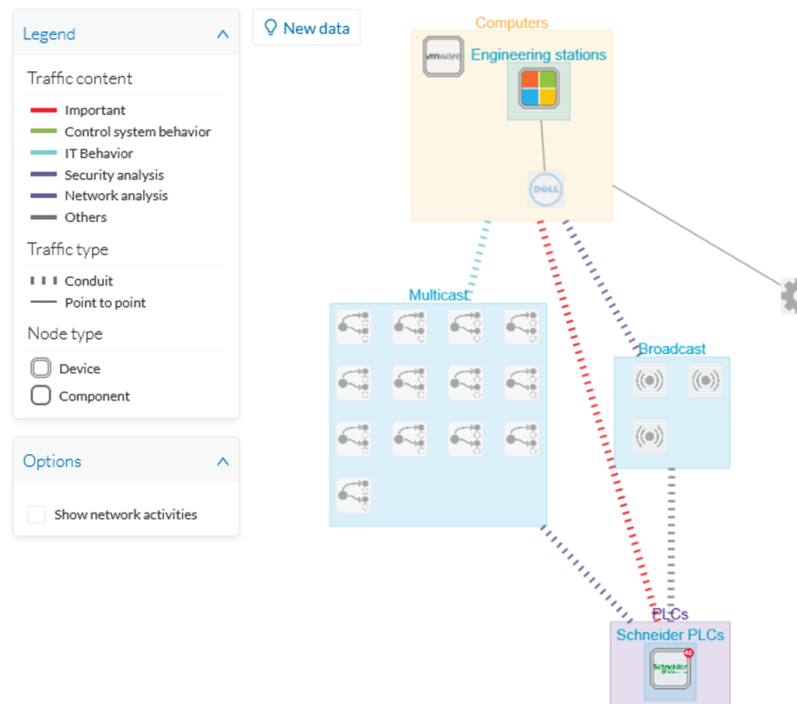 Legend
Traffic content
Important
Control system behavior
IT Behavior
Security analysis
Network analysis
Others
Traffic type
Conduit
Point to point
Node type
Device
Component
Options
Show network activities
New data
Computers
vmware
Engineering stations
DELL
Multicast
Broadcast
PLCs
Schneider PLCs
Schneider